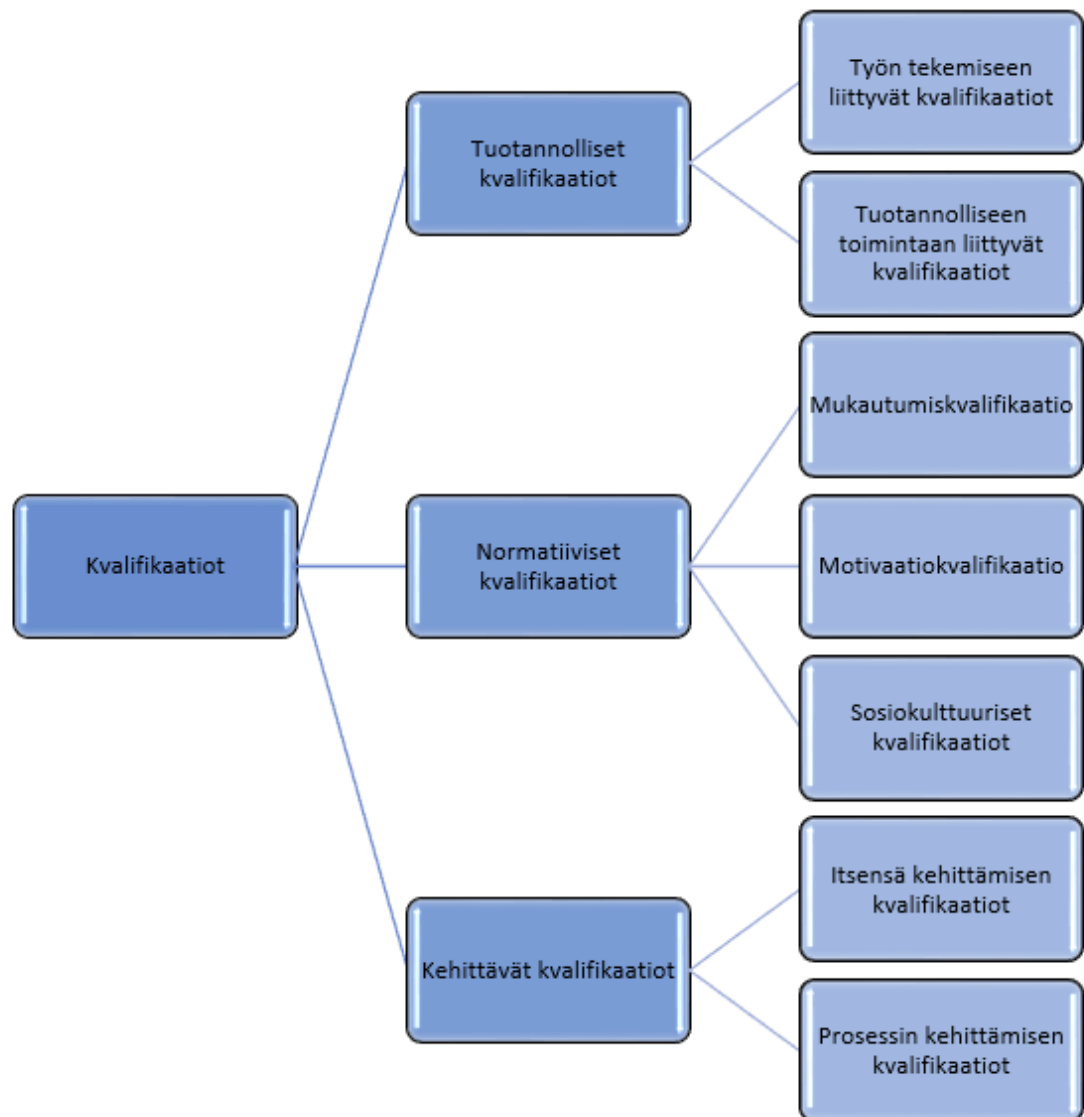 Työn tekemiseen
liittyvät kvalifikaatiot
Tuotannolliset
kvalifikaatiot
Tuotannolliseen
toimintaan liittyvät
kvalifikaatiot
Mukautumiskvalifikaatio
Kvalifikaatiot
Normatiiviset
kvalifikaatiot
Motivaatiokvalifikaatio
Sosiokulttuuriset
kvalifikaatiot
Itsensä kehittämisen
kvalifikaatiot
Kehittävät kvalifikaatiot
Prosessin kehittämisen
kvalifikaatiot